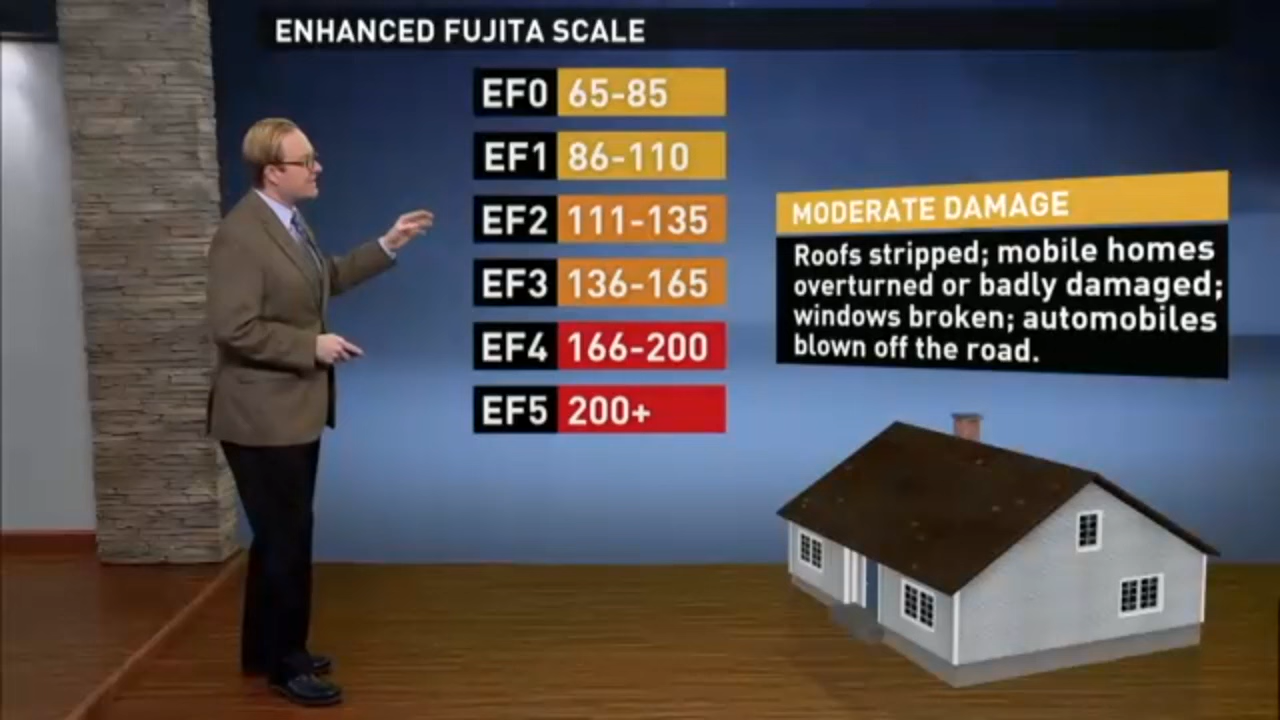 ENHANCED FUJITA SCALE
EF0 65-85
EF1 86-110
EF2 111-135
EF3 136-165
EF4 166-200
EF5 200+
MODERATE DAMAGE
Roofs stripped; mobile homes
overturned or badly damaged;
windows broken; automobiles
blown off the road.